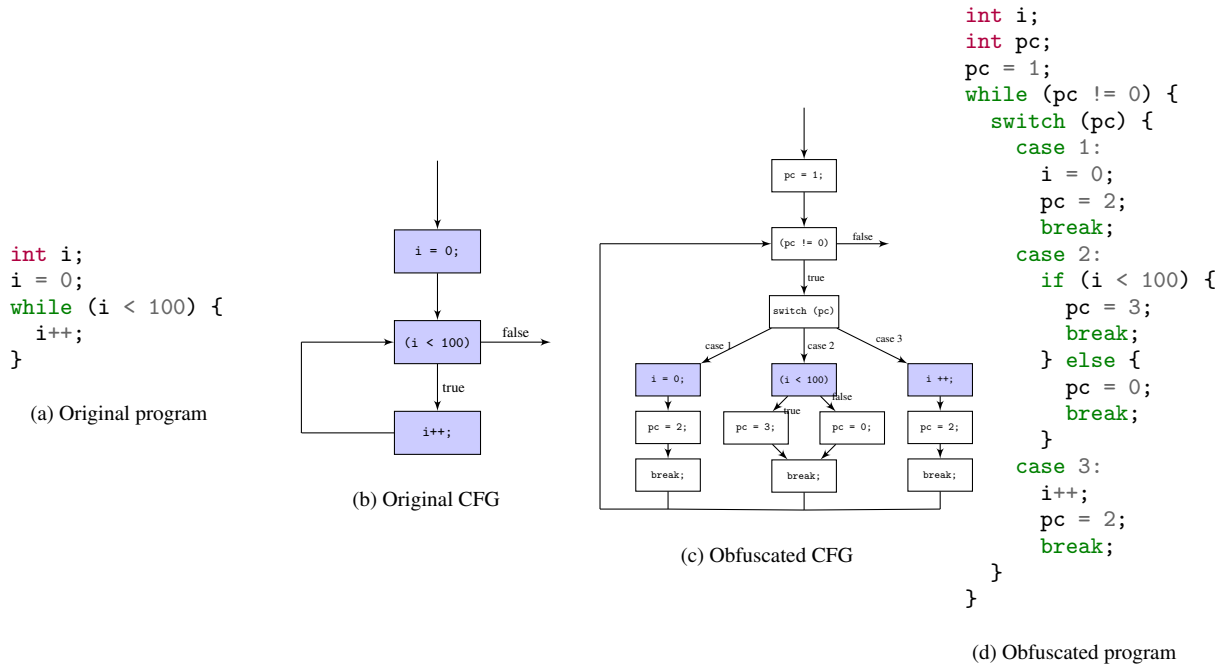 int i;
i = 0;
while (i < 100) {
  i++;
}
(a) Original program
i = 0;
(i < 100)
false
true
i++;
(b) Original CFG
pc = 1;
(pc != 0)
false
true
switch (pc)
case 1
case 2
case 3
i = 0;
(i < 100)
i ++;
true
false
pc = 2;
pc = 3;
pc = 0;
pc = 2;
break;
break;
break;
(c) Obfuscated CFG
int i;
int pc;
pc = 1;
while (pc != 0) {
  switch (pc) {
    case 1:
      i = 0;
      pc = 2;
      break;
    case 2:
      if (i < 100) {
        pc = 3;
        break;
      } else {
        pc = 0;
        break;
      }
    case 3:
      i++;
      pc = 2;
      break;
  }
}
(d) Obfuscated program